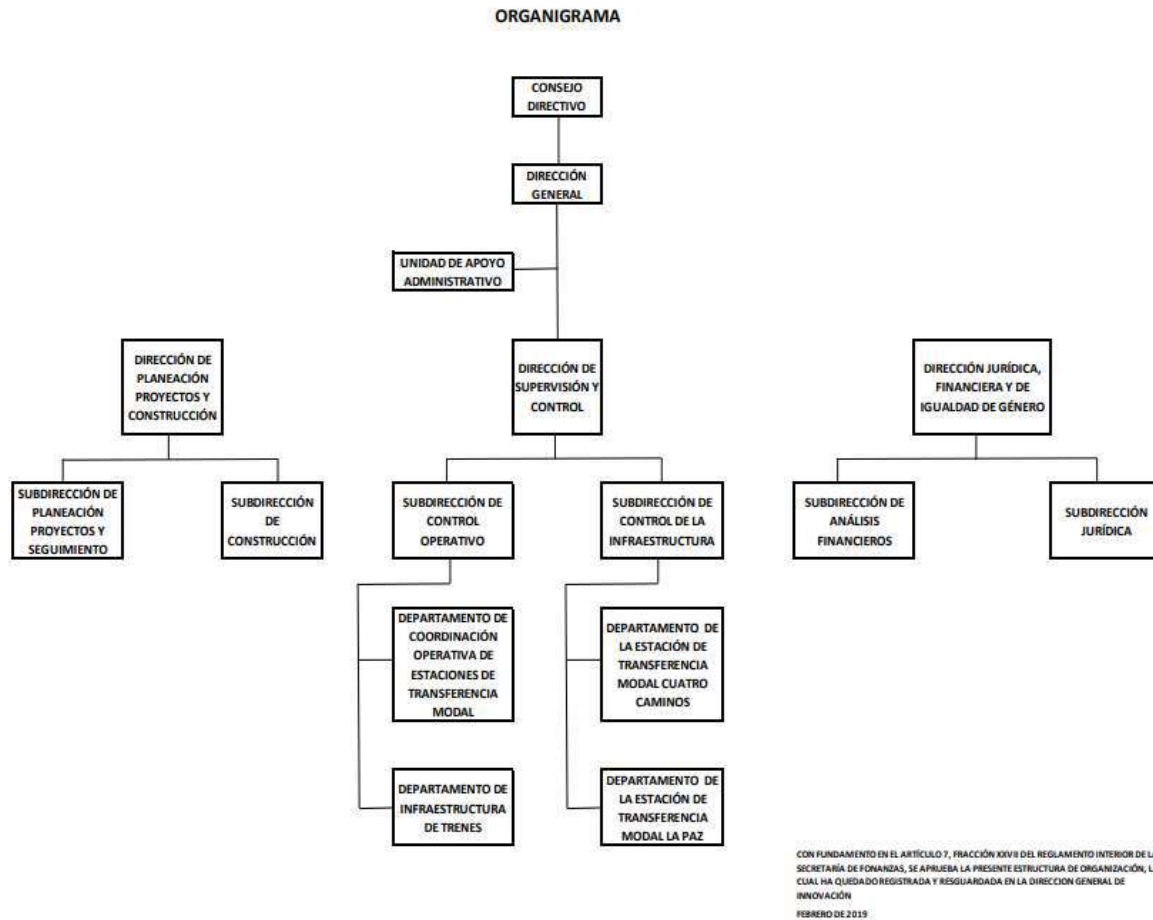 ORGANIGRAMA
CONSEJO
DIRECTIVO
DIRECCIÓN
GENERAL
UNIDAD DE APOYO
ADMINISTRATIVO
DIRECCIÓN DE
PLANEACIÓN
PROYECTOS Y
CONSTRUCCIÓN
DIRECCIÓN DE
SUPERVISIÓN Y
CONTROL
DIRECCIÓN JURÍDICA,
FINANCIERA Y DE
IGUALDAD DE GÉNERO
SUBDIRECCIÓN DE
PLANEACIÓN
PROYECTOS Y
SEGUIMIENTO
SUBDIRECCIÓN
DE
CONSTRUCCIÓN
SUBDIRECCIÓN DE
CONTROL
OPERATIVO
SUBDIRECCIÓN DE
CONTROL DE LA
INFRAESTRUCTURA
SUBDIRECCIÓN DE
ANÁLISIS
FINANCIEROS
SUBDIRECCIÓN
JURÍDICA
DEPARTAMENTO DE
COORDINACIÓN
OPERATIVA DE
ESTACIONES DE
TRANSFERENCIA
MODAL
DEPARTAMENTO DE
LA ESTACIÓN DE
TRANSFERENCIA
MODAL CUATRO
CAMINOS
DEPARTAMENTO DE
INFRAESTRUCTURA
DE TRENES
DEPARTAMENTO DE
LA ESTACIÓN DE
TRANSFERENCIA
MODAL LA PAZ
CON FUNDAMENTO EN EL ARTÍCULO 7, FRACCIÓN XXVII DEL REGLAMENTO INTERIOR DE
SECRETARÍA DE FONANZAS, SE APRUEBA LA PRESENTE ESTRUCTURA DE ORGANIZACIÓN,
CUAL HA QUEDADO REGISTRADA Y RESGUARDADA EN LA DIRECCION GENERAL DE
INNOVACIÓN
FEBRERO DE 2019